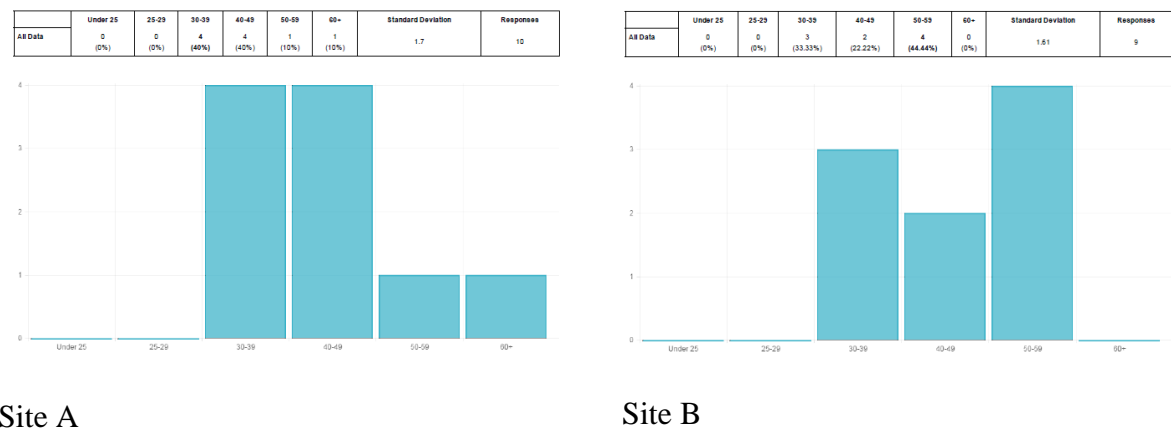 Under 25 25-29 30-39 40-49 50-59 60+ Standard Deviation Responses
All Data 0 0 4 4 1 1 1.7 10
(0%) (0%) (40%) (40%) (10%) (10%)
4
3
2
1
0
Under 25 25-29 30-39 40-49 50-59 60+
Site A
Under 25 25-29 30-39 40-49 50-59 60+ Standard Deviation Responses
All Data 0 0 3 2 4 0 1.61 9
(0%) (0%) (33.33%) (22.22%) (44.44%) (0%)
4
3
2
1
0
Under 25 25-29 30-39 40-49 50-59 60+
Site B